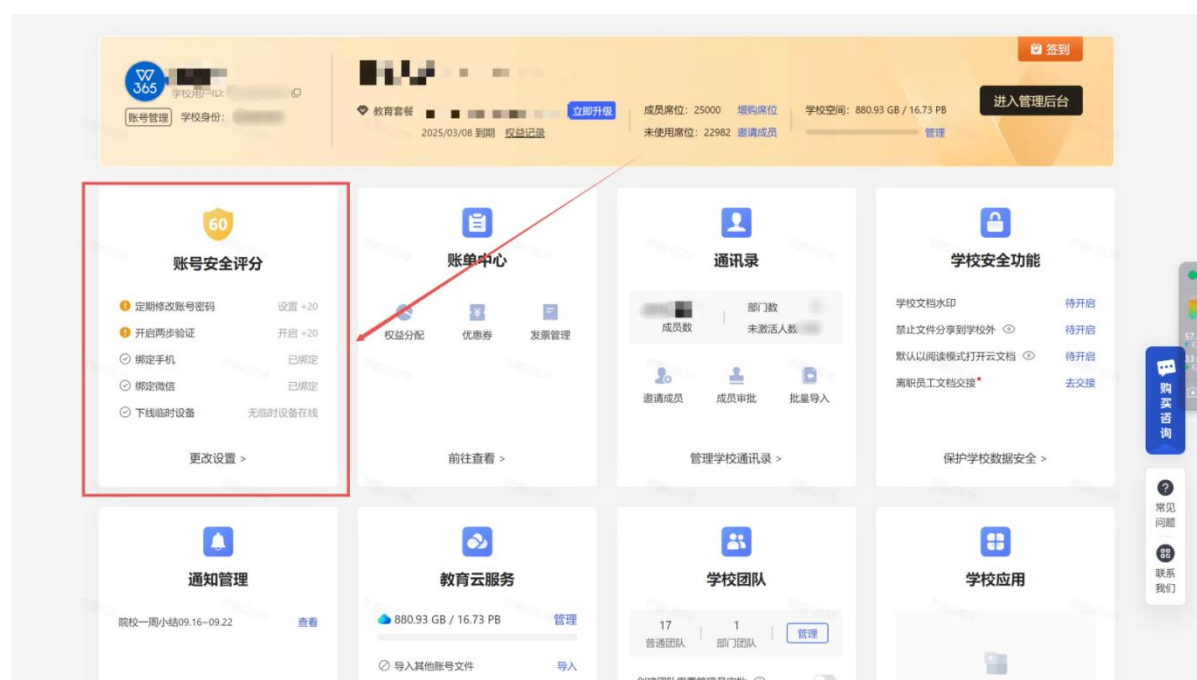 签到
W
365
学校用户ID:
账号管理 学校身份:
教育套餐
立即升级
2025/03/08 到期 权益记录
成员席位：25000 增购席位
未使用席位：22982 邀请成员
学校空间：880.93 GB / 16.73 PB
管理
进入管理后台
60
账号安全评分
定期修改账号密码 设置 +20
开启两步验证 开启 +20
绑定手机 已绑定
绑定微信 已绑定
下线临时设备 无临时设备在线
更改设置 >
账单中心
权益分配 优惠券 发票管理
前往查看 >
通讯录
成员数
部门数
未激活人数
邀请成员 成员审批 批量导入
管理学校通讯录 >
学校安全功能
学校文档水印 待开启
禁止文件分享到学校外 待开启
默认以阅读模式打开云文档 待开启
离职员工文档交接* 去交接
保护学校数据安全 >
通知管理
院校一周小结09.16-09.22 查看
教育云服务
880.93 GB / 16.73 PB 管理
导入其他账号文件 导入
学校团队
17
普通团队
1
部门团队
管理
学校应用
购买咨询
常见
问题
联系
我们